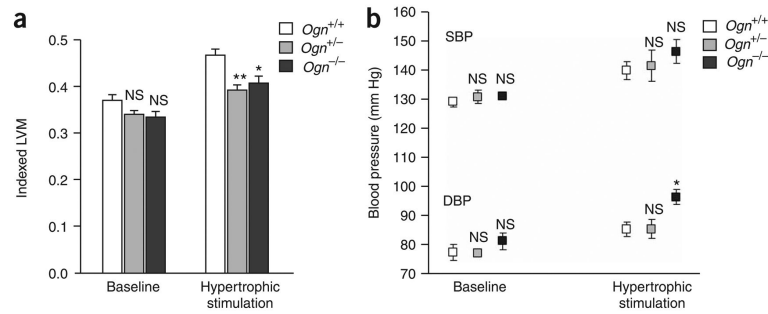 a
Ogn+/+
Ogn+/−
Ogn−/−
Indexed LVM
0.5
0.4
0.3
0.2
0.1
0.0
NS NS
** *
Baseline
Hypertrophic
stimulation
b
Ogn+/+
Ogn+/−
Ogn−/−
Blood pressure (mm Hg)
160
150
140
130
120
110
100
90
80
70
SBP
NS NS
NS NS
DBP
NS NS
NS *
Baseline
Hypertrophic
stimulation